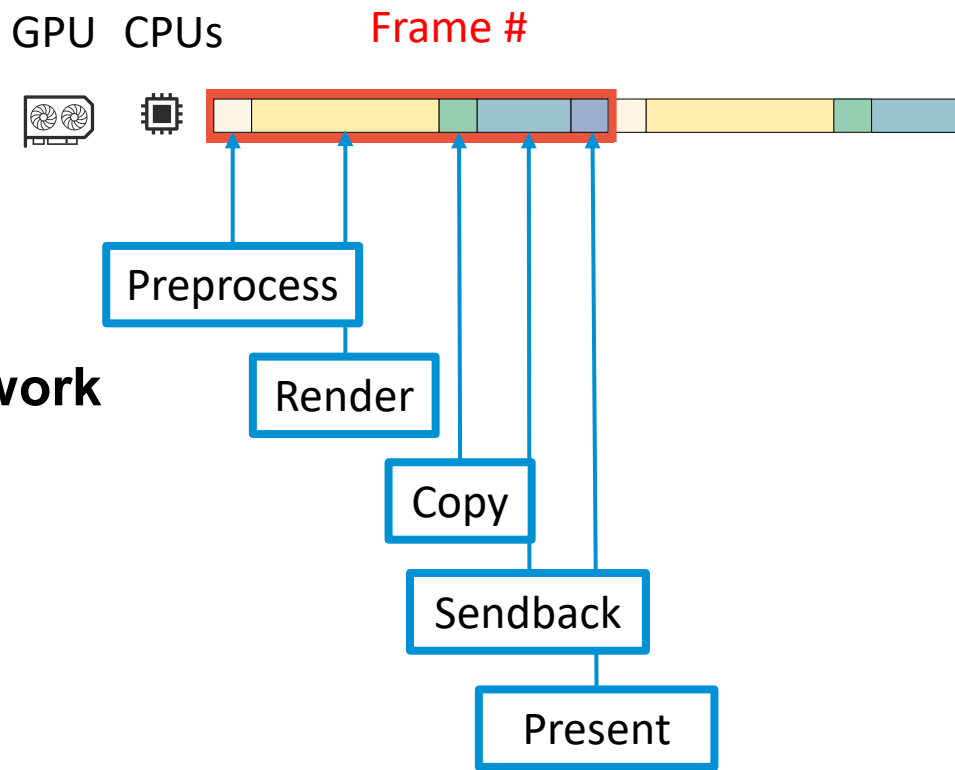 GPU CPUs Frame #
Preprocess
work
Render
Copy
Sendback
Present